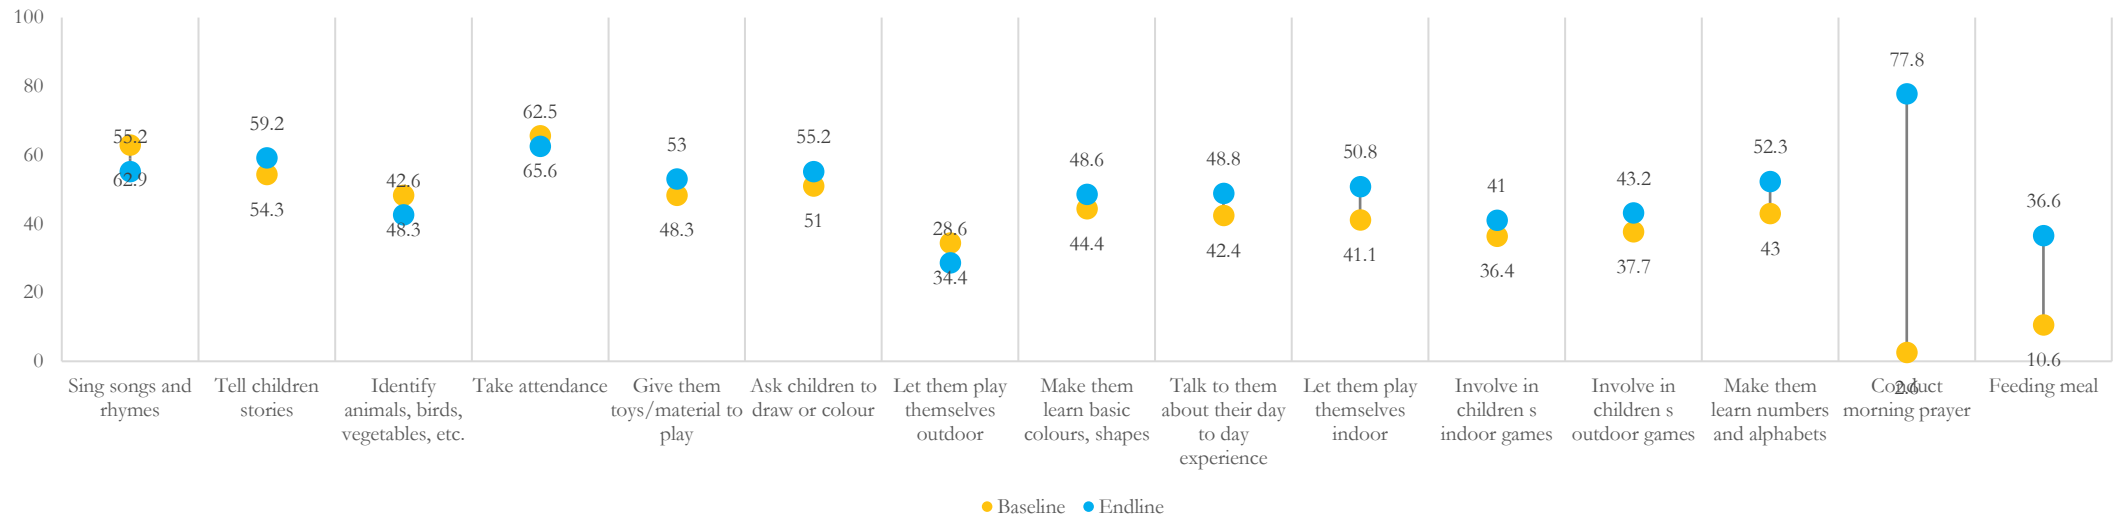 100
80
60
40
20
0
55.2
62.9
59.2
54.3
42.6
48.3
62.5
65.6
53
48.3
55.2
51
28.6
34.4
48.6
44.4
48.8
42.4
50.8
41.1
41
36.4
43.2
37.7
52.3
43
77.8
2.6
36.6
10.6
Sing songs and
rhymes
Tell children
stories
Identify
animals, birds,
vegetables, etc.
Take attendance
Give them
toys/material to
play
Ask children to
draw or colour
Let them play
themselves
outdoor
Make them
learn basic
colours, shapes
Talk to them
about their day
to day
experience
Let them play
themselves
indoor
Involve in
children s
indoor games
Involve in
children s
outdoor games
Make them
learn numbers
and alphabets
Conduct
morning prayer
Feeding meal
Baseline
Endline